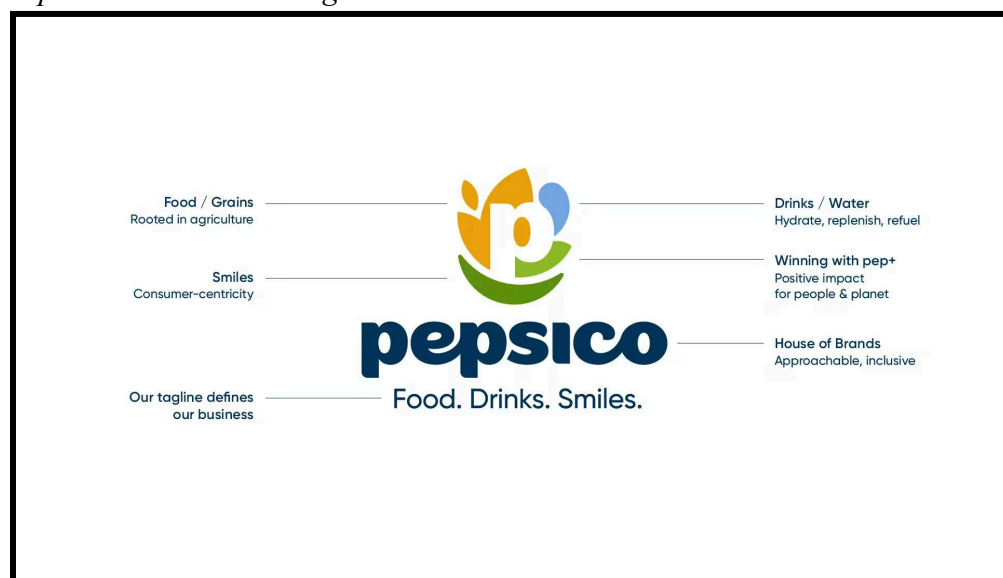 Food / Grains
Rooted in agriculture
Smiles
Consumer-centricity
Our tagline defines
our business
p
pepsico
Food. Drinks. Smiles.
Drinks / Water
Hydrate, replenish, refuel
Winning with pep+
Positive impact
for people & planet
House of Brands
Approachable, inclusive